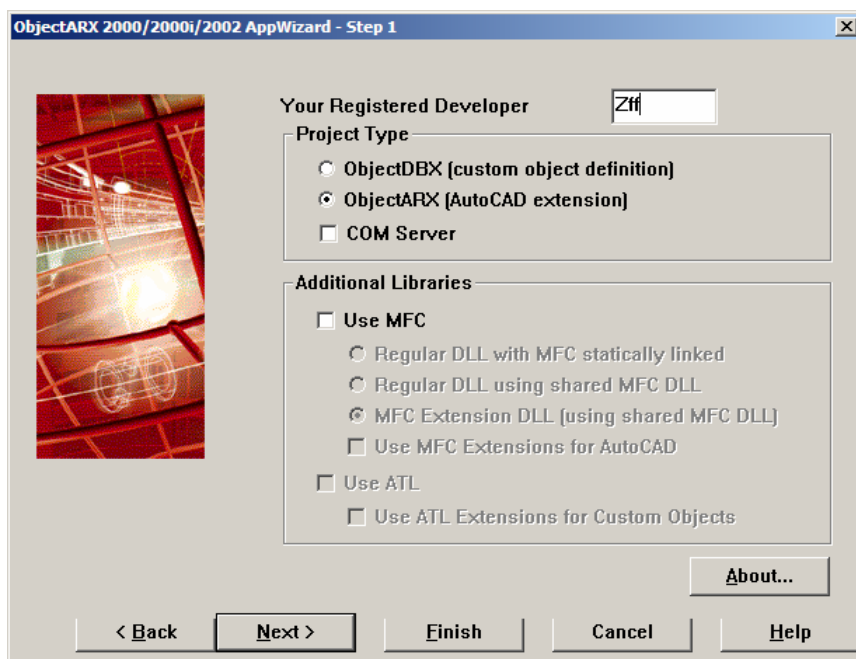 ObjectARX 2000/2000i/2002 AppWizard - Step 1
Your Registered Developer Zff
Project Type
ObjectDBX (custom object definition)
ObjectARX (AutoCAD extension)
COM Server
Additional Libraries
Use MFC
Regular DLL with MFC statically linked
Regular DLL using shared MFC DLL
MFC Extension DLL (using shared MFC DLL)
Use MFC Extensions for AutoCAD
Use ATL
Use ATL Extensions for Custom Objects
About...
< Back Next > Finish Cancel Help